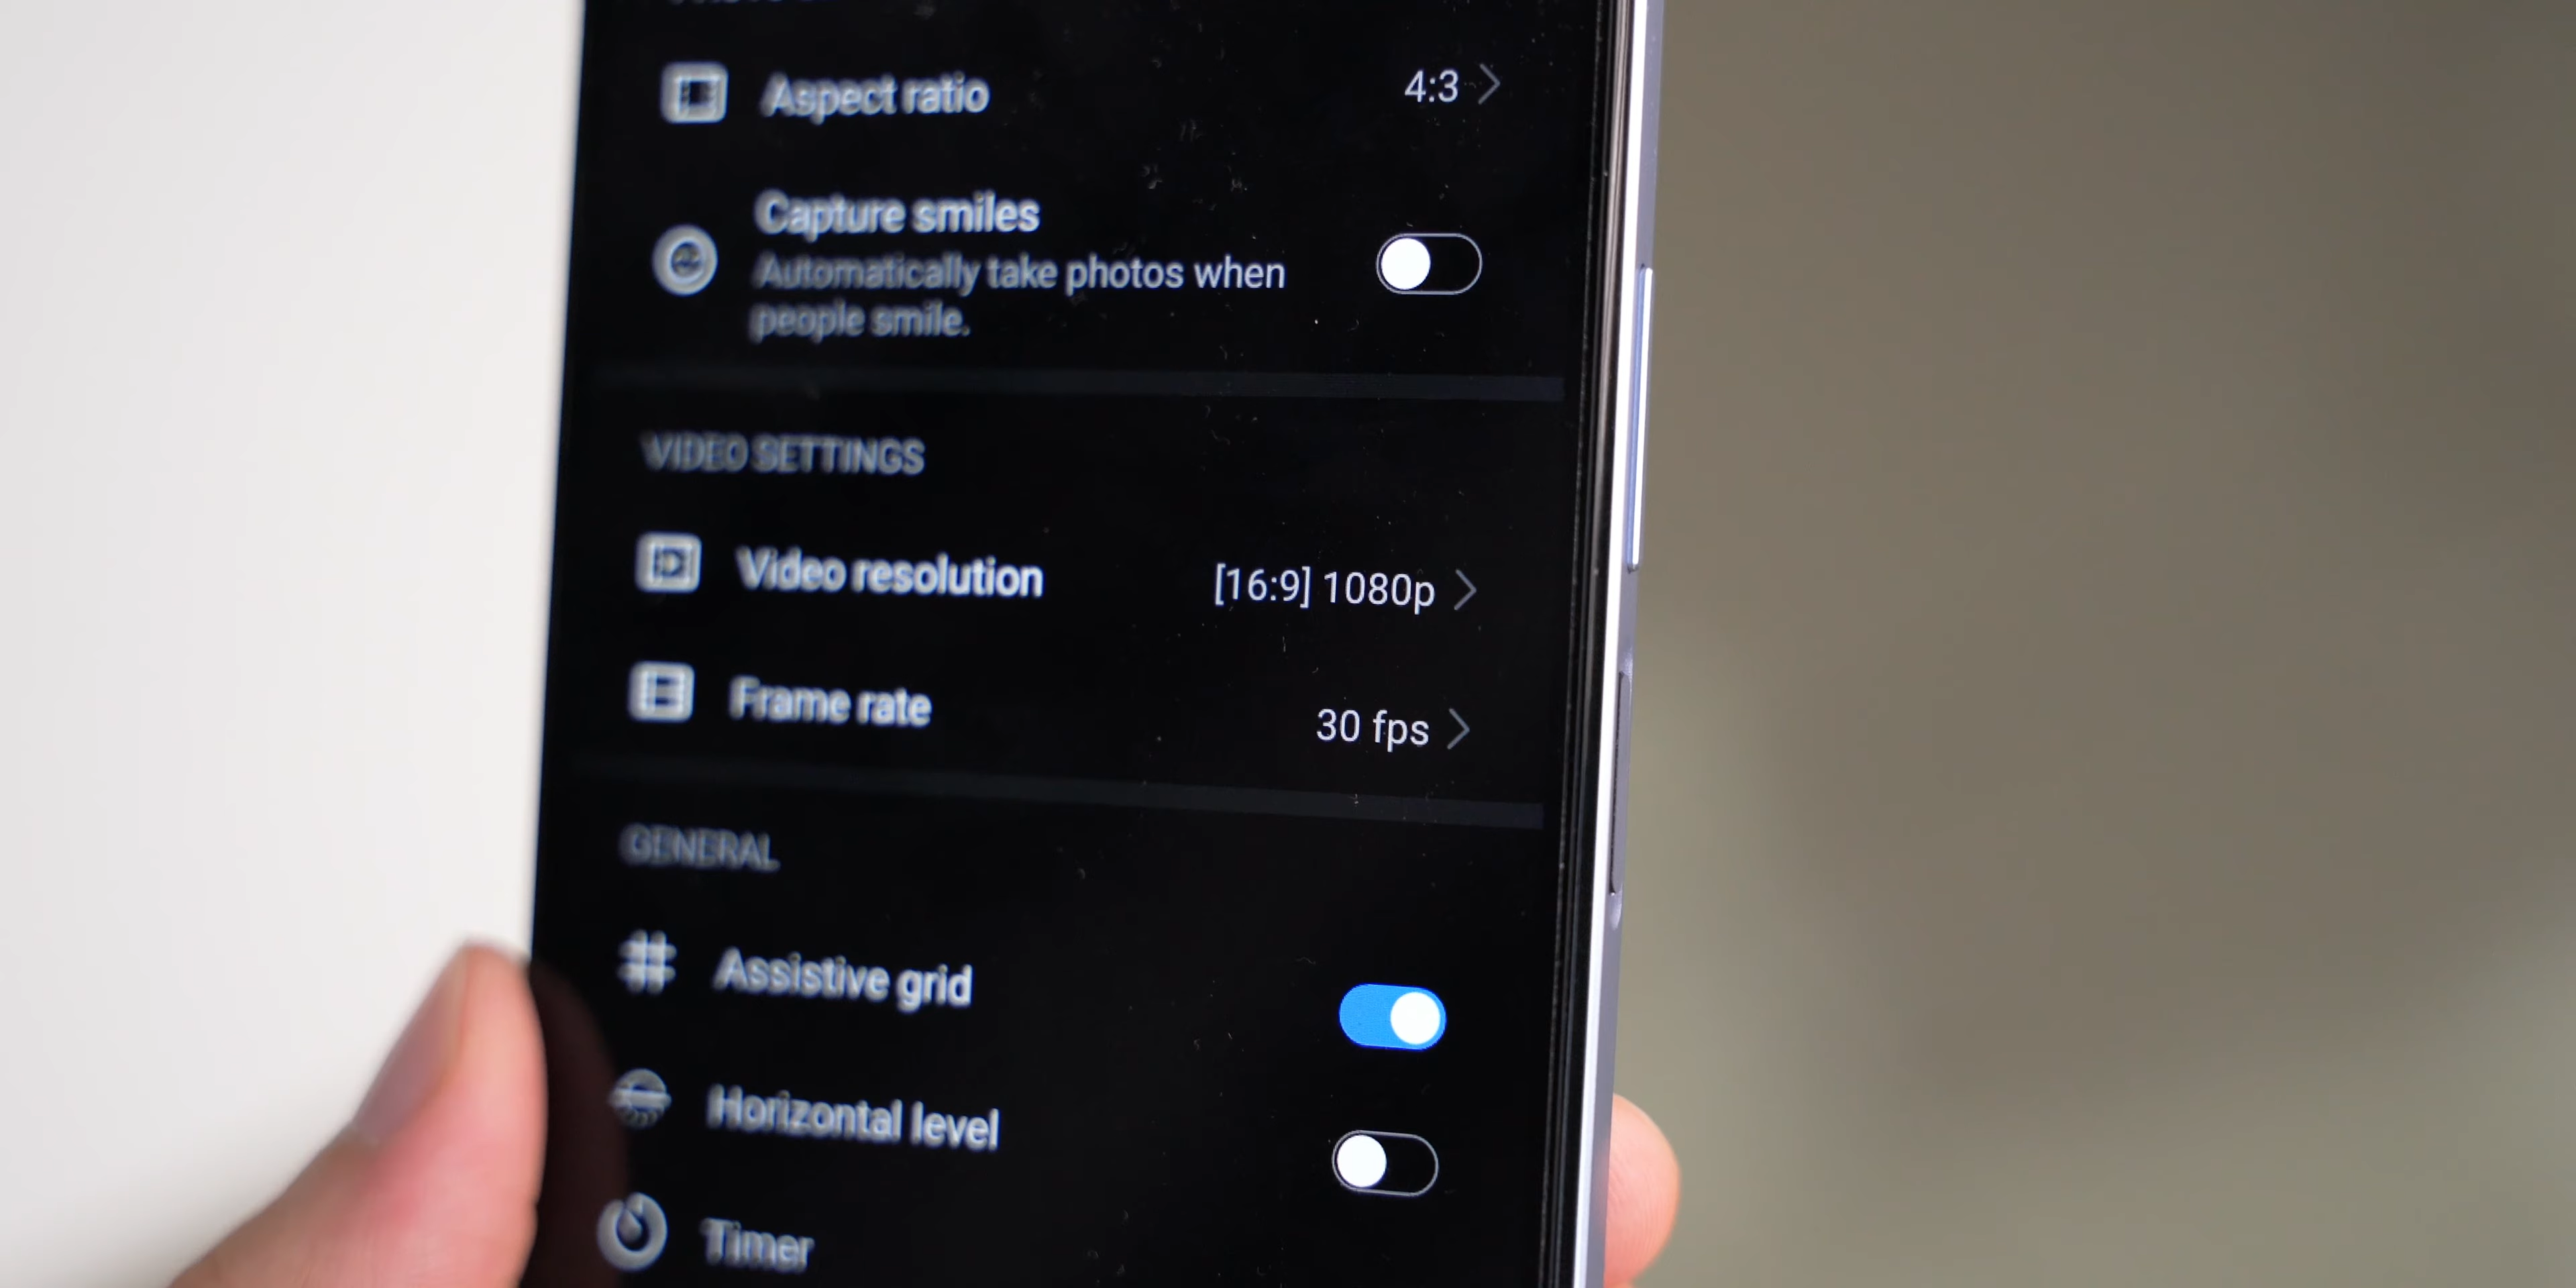 Aspect ratio 4:3
Capture smiles
Automatically take photos when
people smile.
VIDEO SETTINGS
Video resolution [16:9] 1080p
Frame rate 30 fps
GENERAL
Assistive grid
Horizontal level
Timer